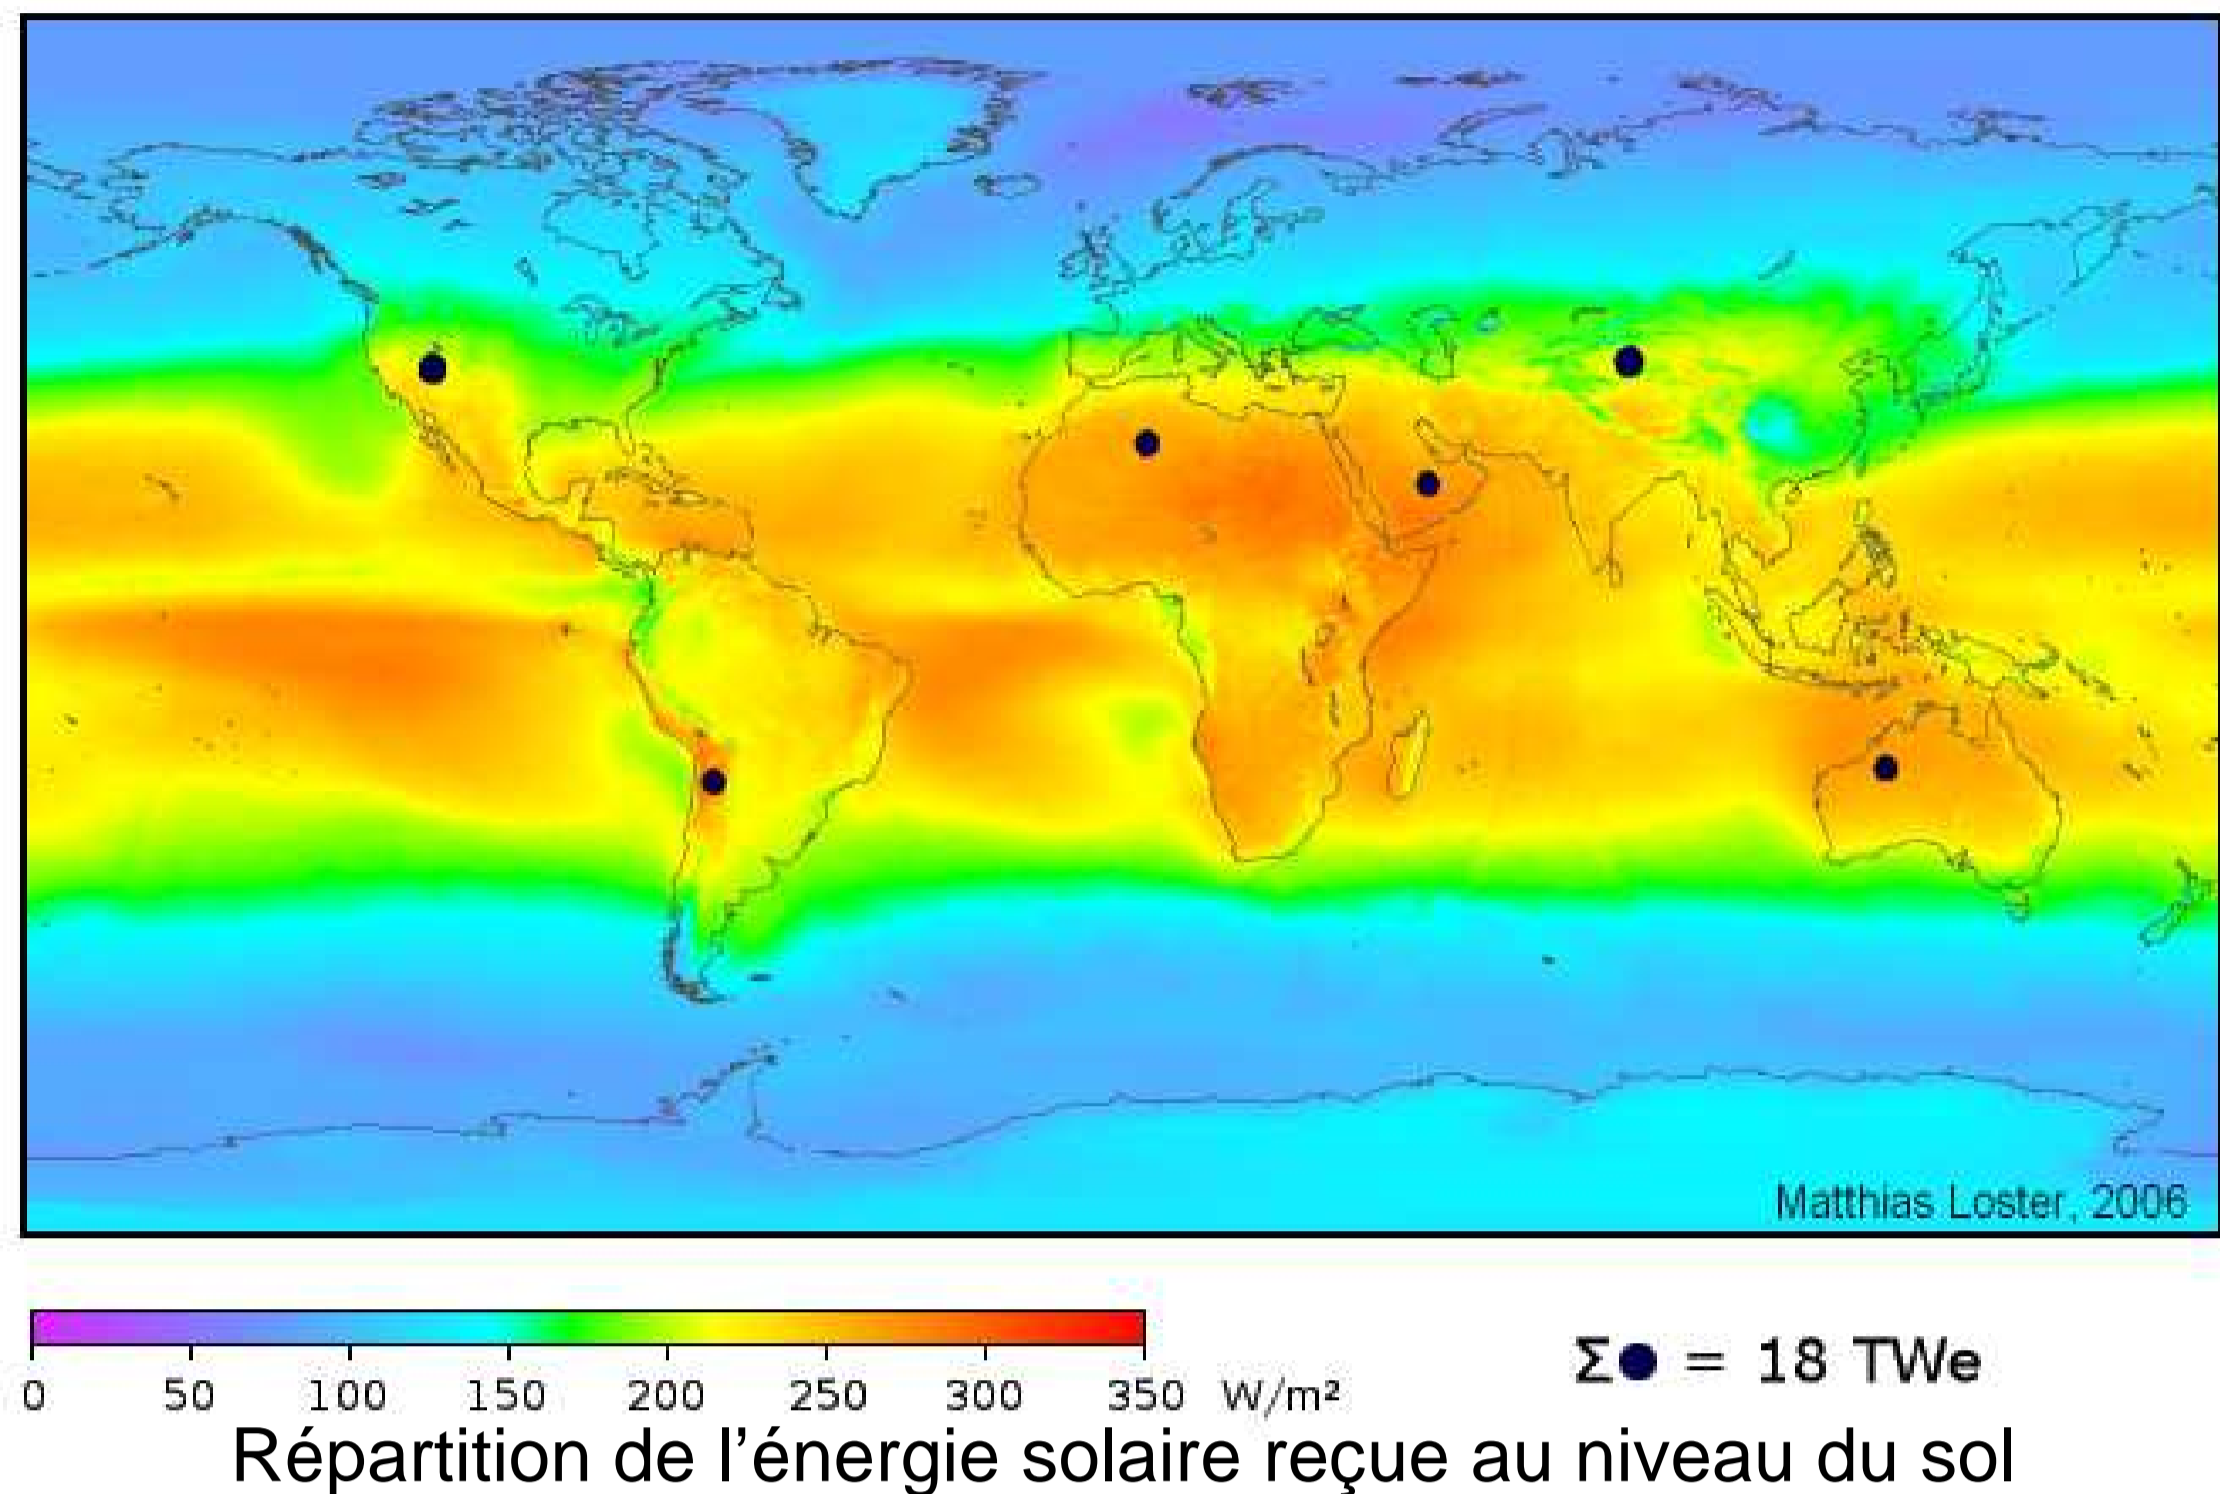 Matthias Loster, 2006
0 50 100 150 200 250 300 350 W/m²
Σ● = 18 TWe
Répartition de l’énergie solaire reçue au niveau du sol